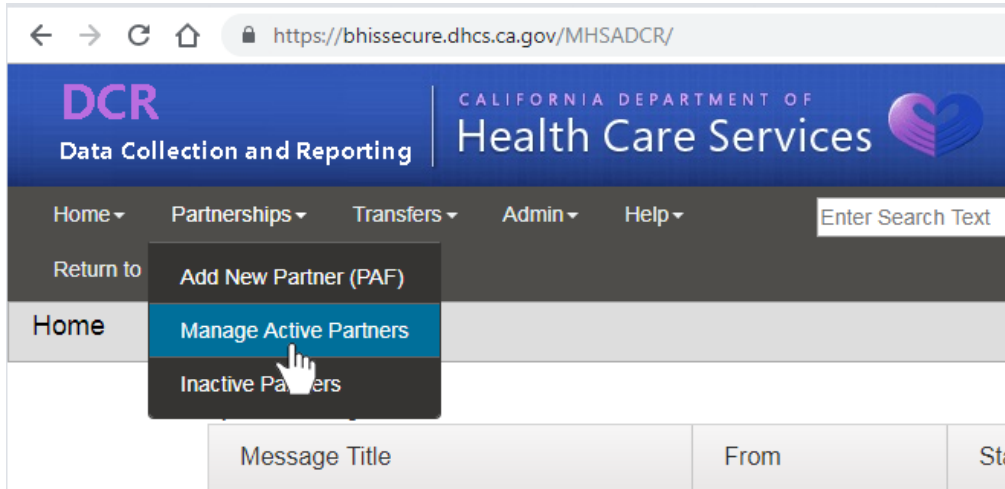 https://bhissecure.dhcs.ca.gov/MHSADCR/
DCR
Data Collection and Reporting
CALIFORNIA DEPARTMENT OF
Health Care Services
Home Partnerships Transfers Admin Help Enter Search Text
Return to
Add New Partner (PAF)
Home
Manage Active Partners
Inactive Partners
Message Title From